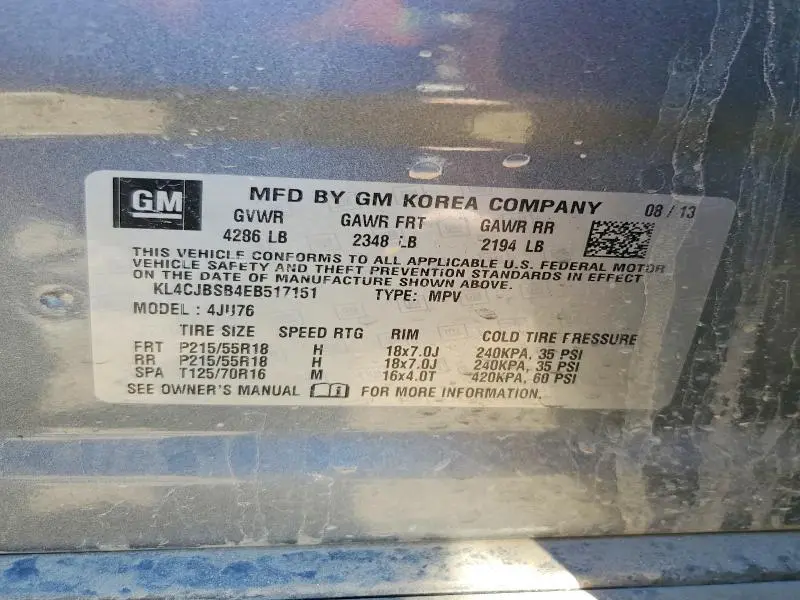 GM
MFD BY GM KOREA COMPANY 08 / 13
GVWR GAWR FRT GAWR RR
4286 LB 2348 LB 2194 LB
THIS VEHICLE CONFORMS TO ALL APPLICABLE U.S. FEDERAL MOTOR
VEHICLE SAFETY AND THEFT PREVENTION STANDARDS IN EFFECT
ON THE DATE OF MANUFACTURE SHOWN ABOVE.
KL4CJBSB4EB517151 TYPE: MPV
MODEL : 4JU76
TIRE SIZE SPEED RTG RIM COLD TIRE PRESSURE
FRT P215/55R18 H 18x7.0J 240KPA, 35 PSI
RR P215/55R18 H 18x7.0J 240KPA, 35 PSI
SPA T125/70R16 M 16x4.0T 420KPA, 60 PSI
SEE OWNER'S MANUAL FOR MORE INFORMATION.